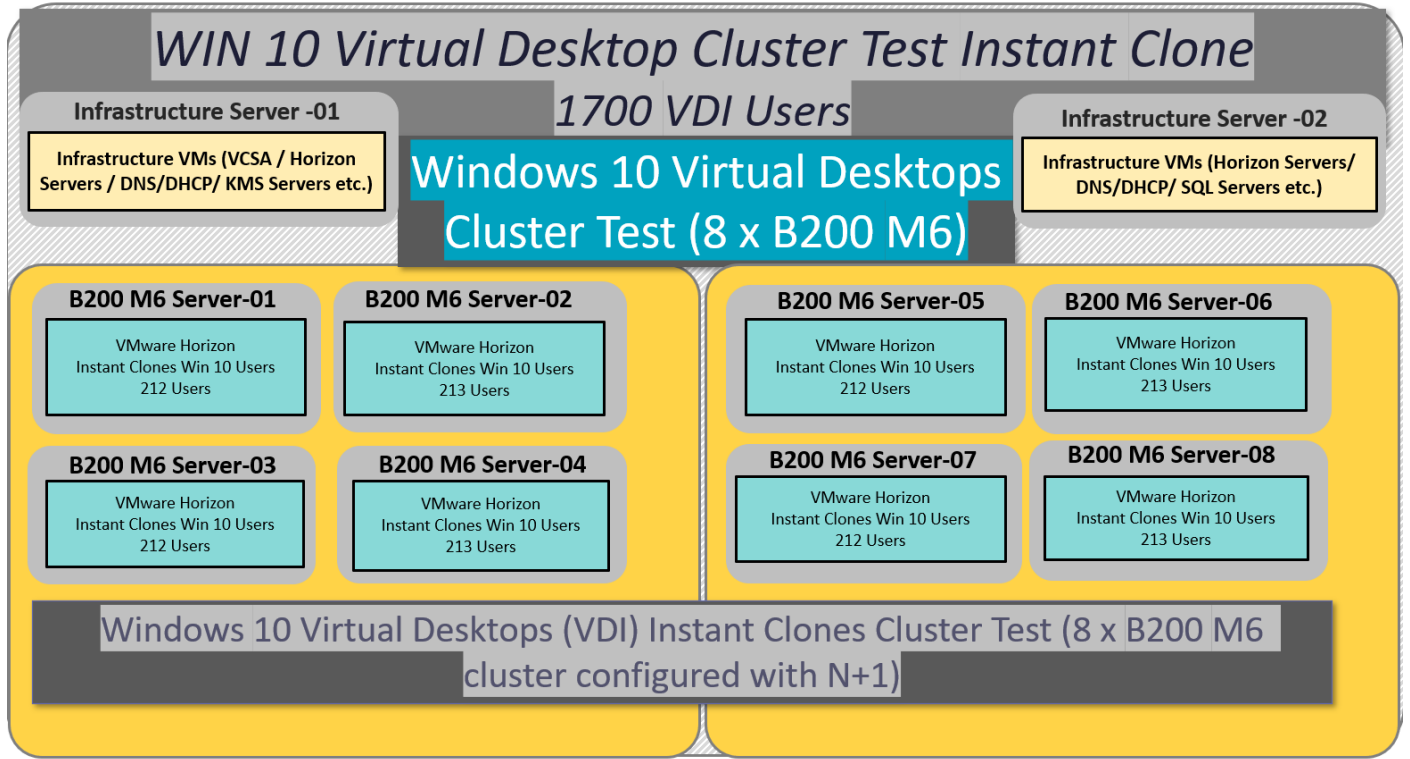 WIN 10 Virtual Desktop Cluster Test Instant Clone
1700 VDI Users
Infrastructure Server -01
Infrastructure VMs (VCSA / Horizon
Servers / DNS/DHCP/ KMS Servers etc.)
Infrastructure Server -02
Infrastructure VMs (Horizon Servers/
DNS/DHCP/ SQL Servers etc.)
Windows 10 Virtual Desktops
Cluster Test (8 x B200 M6)
B200 M6 Server-01
VMware Horizon
Instant Clones Win 10 Users
212 Users
B200 M6 Server-02
VMware Horizon
Instant Clones Win 10 Users
213 Users
B200 M6 Server-05
VMware Horizon
Instant Clones Win 10 Users
212 Users
B200 M6 Server-06
VMware Horizon
Instant Clones Win 10 Users
213 Users
B200 M6 Server-03
VMware Horizon
Instant Clones Win 10 Users
212 Users
B200 M6 Server-04
VMware Horizon
Instant Clones Win 10 Users
213 Users
B200 M6 Server-07
VMware Horizon
Instant Clones Win 10 Users
212 Users
B200 M6 Server-08
VMware Horizon
Instant Clones Win 10 Users
213 Users
Windows 10 Virtual Desktops (VDI) Instant Clones Cluster Test (8 x B200 M6
cluster configured with N+1)